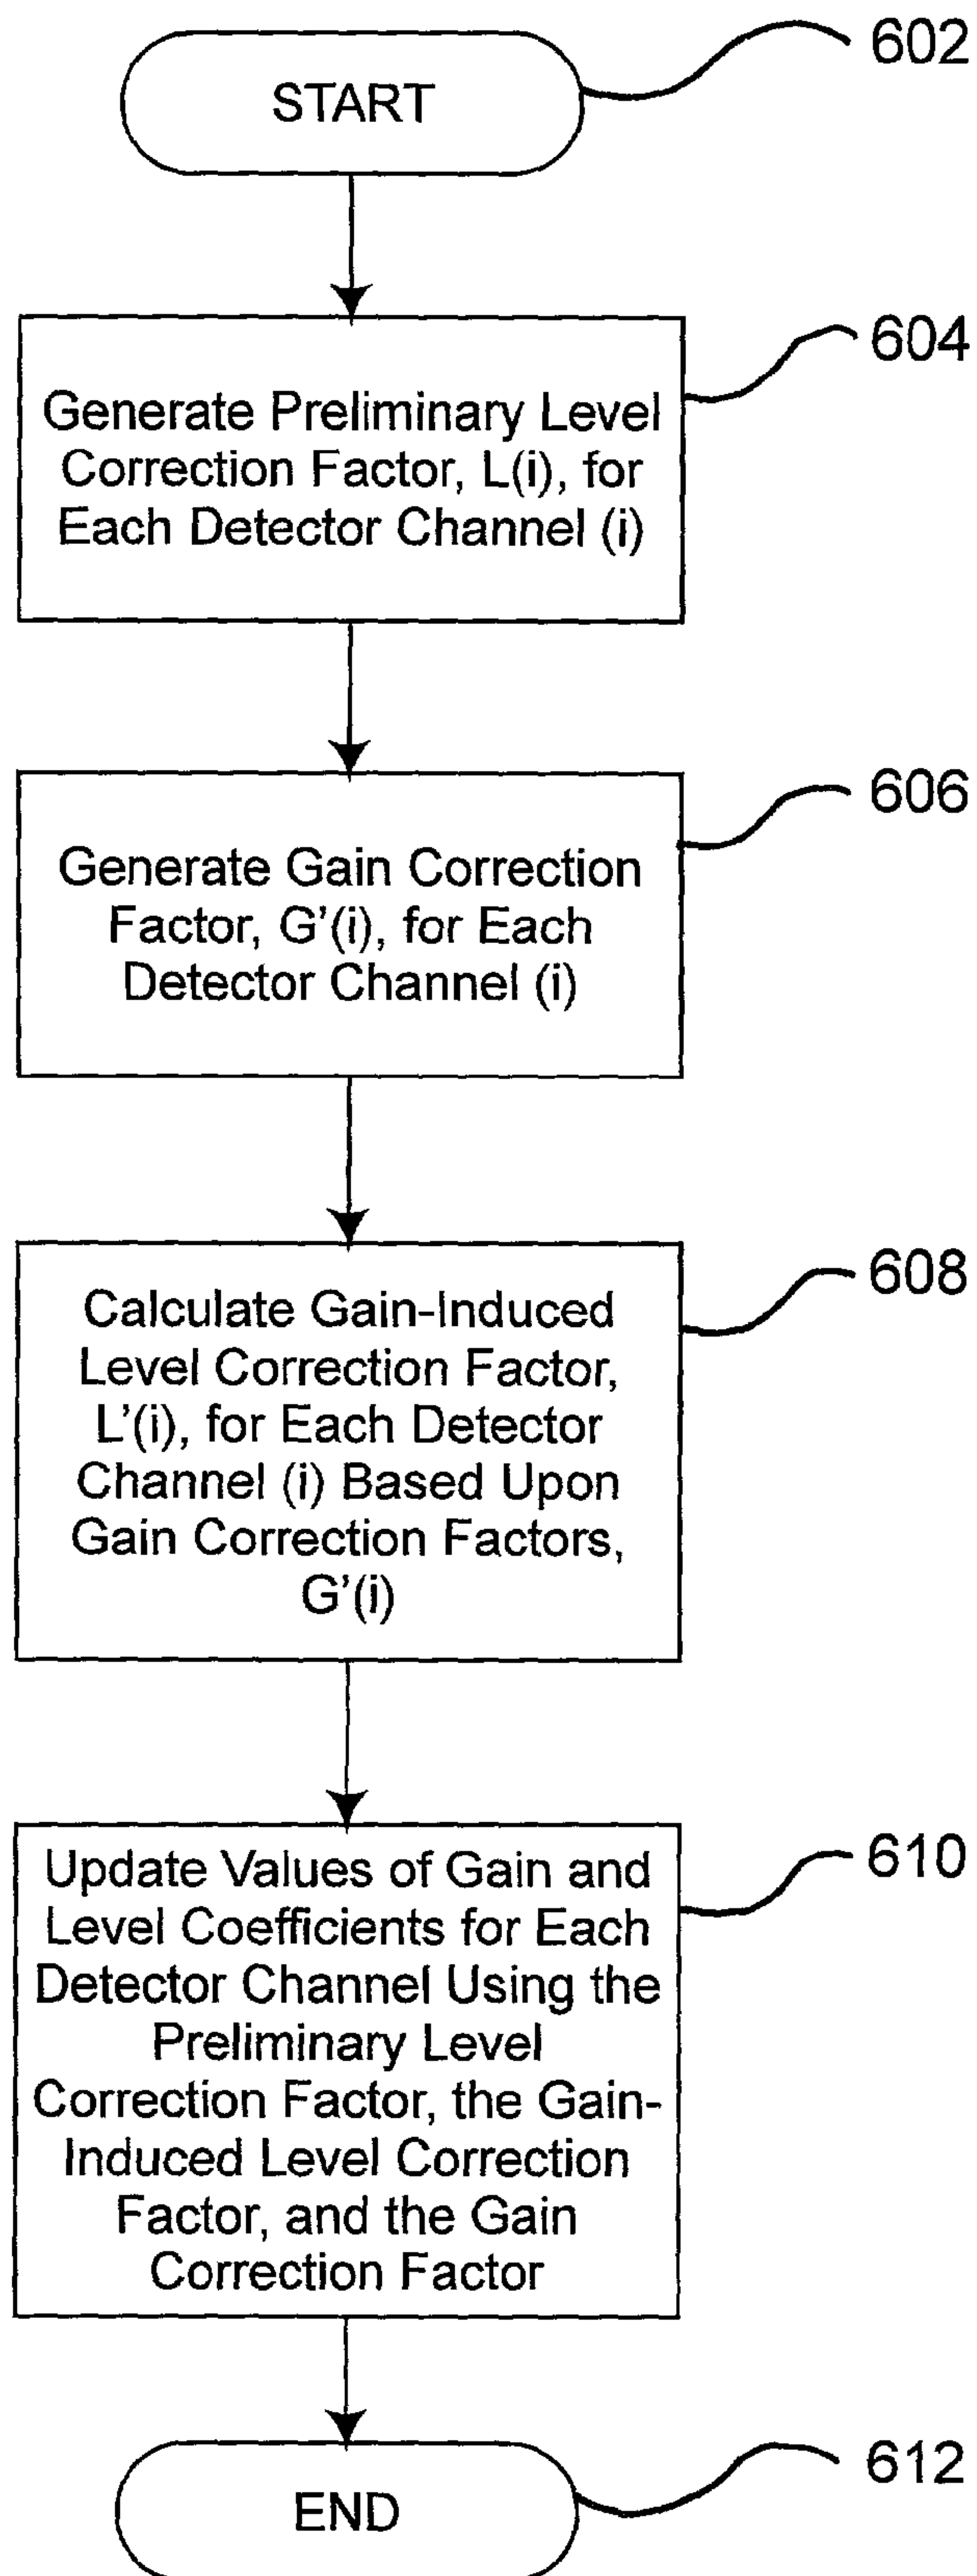 START
602
Generate Preliminary Level
Correction Factor, L(i), for
Each Detector Channel (i)
604
Generate Gain Correction
Factor, G'(i), for Each
Detector Channel (i)
606
Calculate Gain-Induced
Level Correction Factor,
L'(i), for Each Detector
Channel (i) Based Upon
Gain Correction Factors,
G'(i)
608
Update Values of Gain and
Level Coefficients for Each
Detector Channel Using the
Preliminary Level
Correction Factor, the Gain-
Induced Level Correction
Factor, and the Gain
Correction Factor
610
END
612